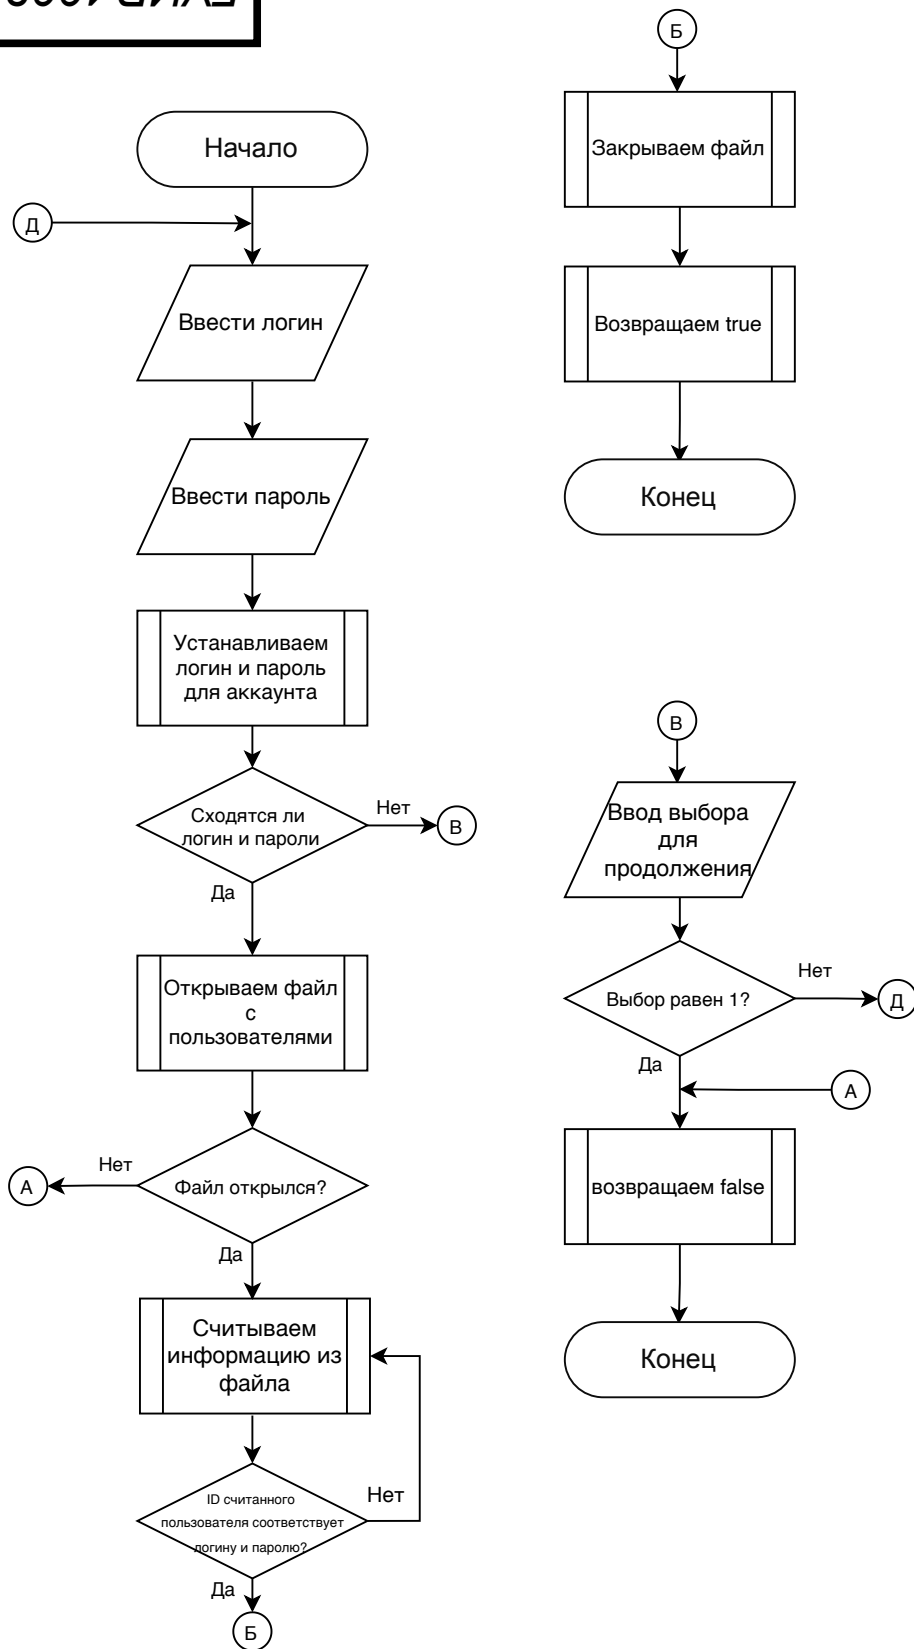 Начало
Д
Ввести логин
Ввести пароль
Устанавливаем
логин и пароль
для аккаунта
Сходятся ли
логин и пароли
Нет
В
Да
Открываем файл
с
пользователями
Файл открылся?
Нет
А
Да
Считываем
информацию из
файла
ID считанного
пользователя соответствует
логину и паролю?
Нет
Да
Б
Б
Закрываем файл
Возвращаем true
Конец
В
Ввод выбора
для
продолжения
Выбор равен 1?
Нет
Д
Да
А
возвращаем false
Конец